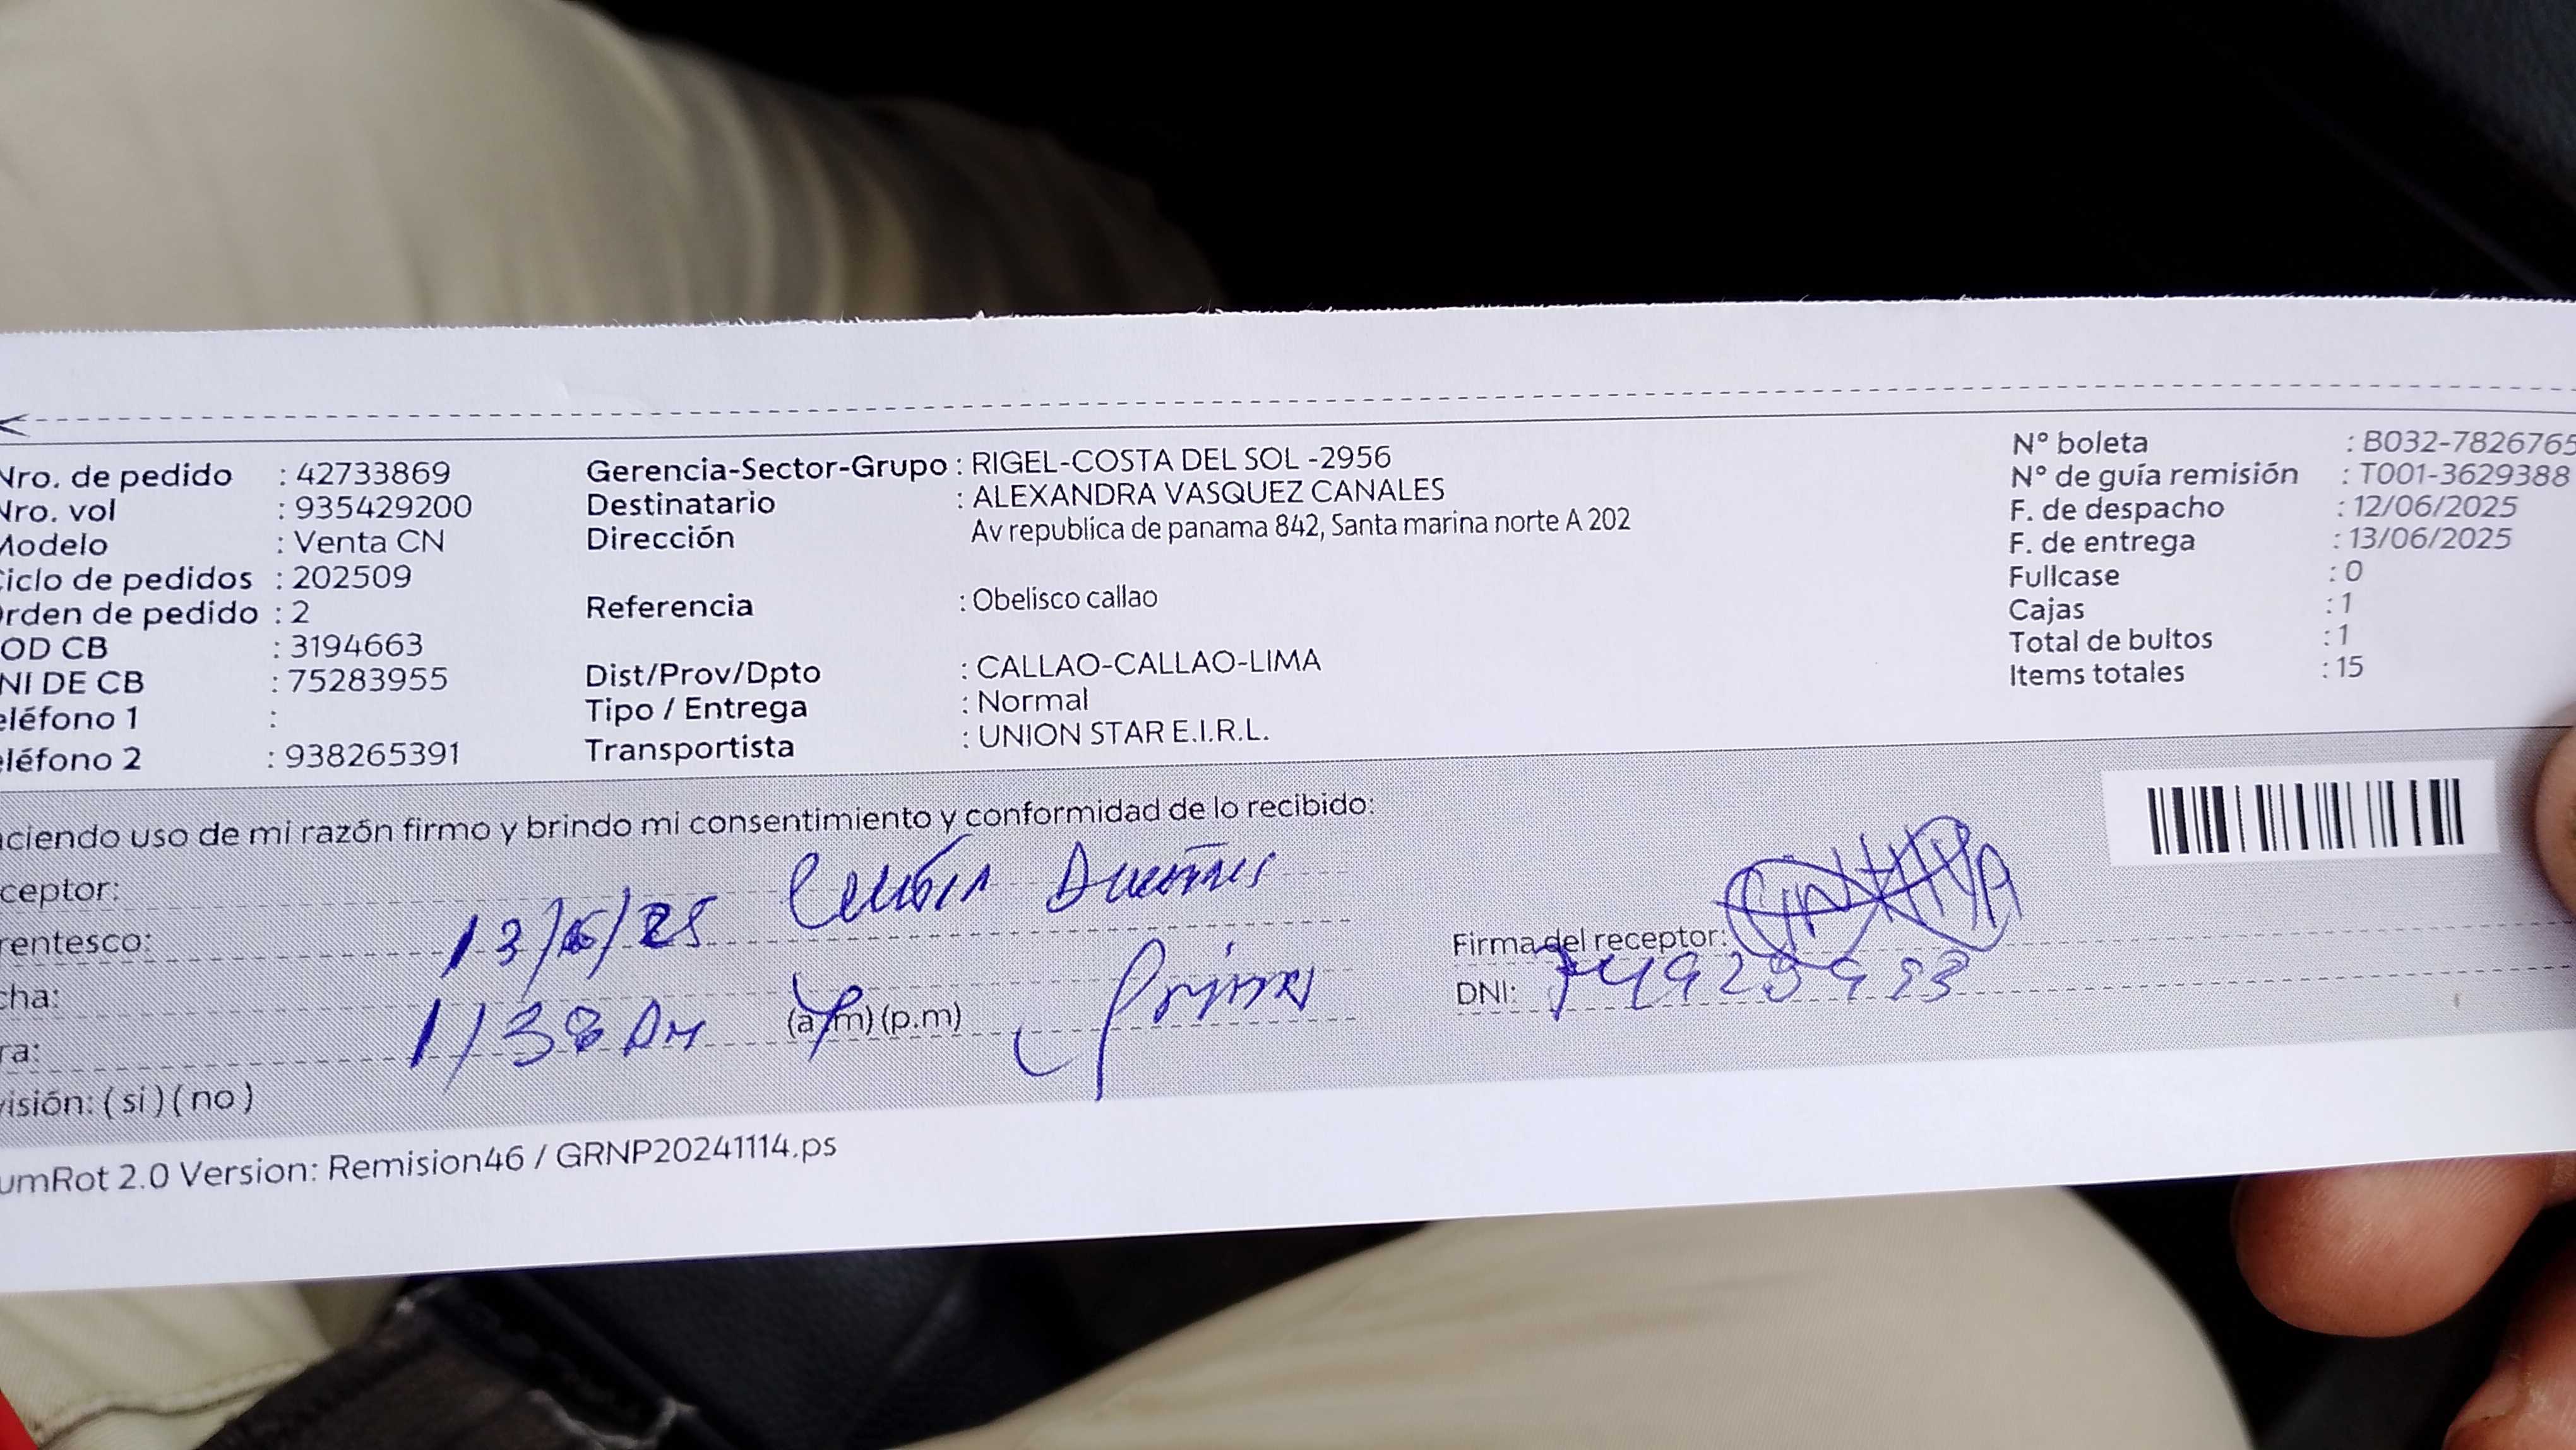 Nro. de pedido : 42733869
Nro. vol : 935429200
Modelo : Venta CN
Ciclo de pedidos : 202509
Orden de pedido : 2
OD CB : 3194663
NI DE CB : 75283955
eléfono 1 :
eléfono 2 : 938265391
Gerencia-Sector-Grupo : RIGEL-COSTA DEL SOL -2956
Destinatario : ALEXANDRA VASQUEZ CANALES
Dirección Av republica de panama 842, Santa marina norte A 202
Referencia : Obelisco callao
Dist/Prov/Dpto : CALLAO-CALLAO-LIMA
Tipo / Entrega : Normal
Transportista : UNION STAR E.I.R.L.
N° boleta : B032-7826765
N° de guía remisión : T001-3629388
F. de despacho : 12/06/2025
F. de entrega : 13/06/2025
Fullcase : 0
Cajas : 1
Total de bultos : 1
Items totales : 15
aciendo uso de mi razón firmo y brindo mi consentimiento y conformidad de lo recibido:
ceptor:
rentesco: 13/6/25
cha:
ra: (a.m) (p.m)
Firma del receptor:
DNI:
visión: ( si ) ( no )
umRot 2.0 Version: Remision46 / GRNP20241114.ps